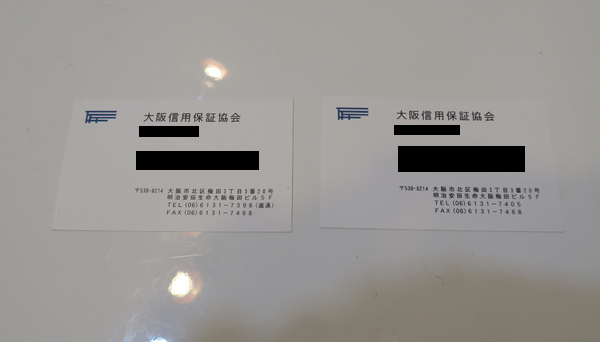 大阪信用保証協会
〒530-8214 大阪市北区梅田3丁目3番20号
明治安田生命大阪梅田ビル5F
TEL(06)6131-7398(直通)
FAX(06)6131-7468
大阪信用保証協会
〒530-8214 大阪市北区梅田3丁目3番20号
明治安田生命大阪梅田ビル5F
TEL(06)6131-7405
FAX(06)6131-7468